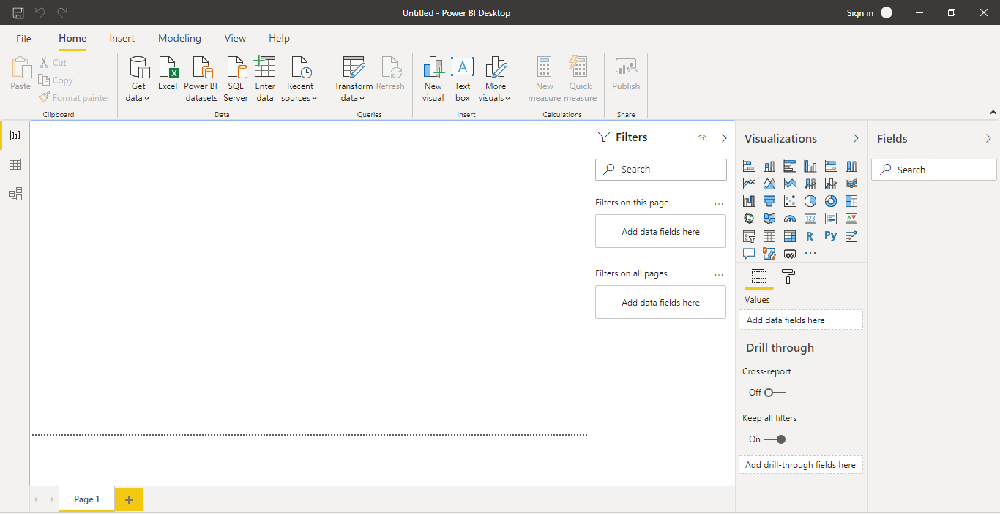 Untitled - Power BI Desktop
Sign in
File Home Insert Modeling View Help
Paste
Cut
Copy
Format painter
Clipboard
Get data
Excel
Power BI datasets
SQL Server
Enter data
Recent sources
Data
Transform data
Refresh
Queries
New visual
Text box
A
More visuals
Insert
New measure
Quick measure
Calculations
Publish
Share
Filters
Search
Filters on this page
...
Add data fields here
Filters on all pages
...
Add data fields here
Visualizations
123
R
Py
...
Values
Add data fields here
Drill through
Cross-report
Off
Keep all filters
On
Add drill-through fields here
Fields
Search
Page 1
+